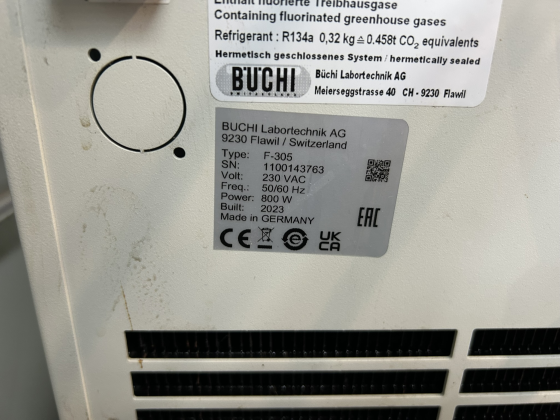 Enthält fluorierte Treibhausgase
Containing fluorinated greenhouse gases
Refrigerant : R134a 0,32 kg ≙ 0.458t CO₂ equivalents
Hermetisch geschlossenes System / hermetically sealed
BÜCHI
SWITZERLAND
Büchi Labortechnik AG
Meierseggstrasse 40 CH - 9230 Flawil
BUCHI Labortechnik AG
9230 Flawil / Switzerland
Type: F-305
SN: 1100143763
Volt: 230 VAC
Freq.: 50/60 Hz
Power: 800 W
Built: 2023
Made in GERMANY
CE
e
UK
CA
EAC